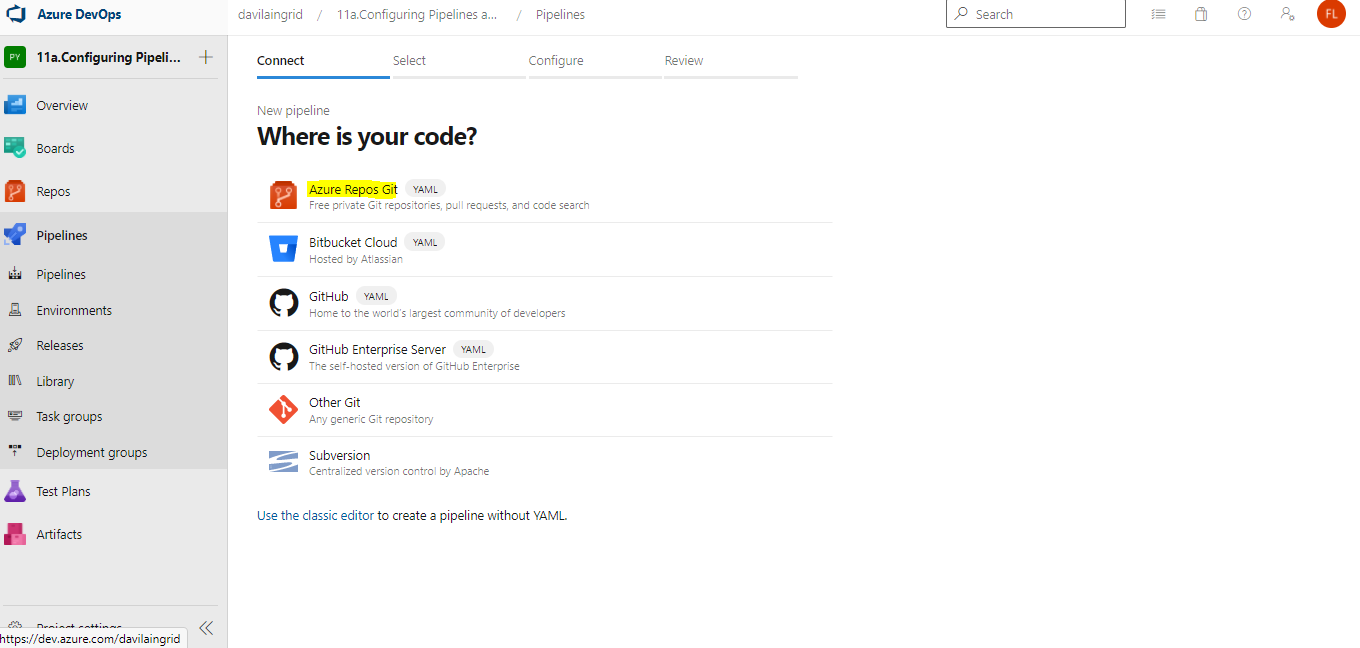 Azure DevOps
davilaingrid / 11a.Configuring Pipelines a... / Pipelines
Search
FL
PY 11a.Configuring Pipeli...
Overview
Boards
Repos
Pipelines
Pipelines
Environments
Releases
Library
Task groups
Deployment groups
Test Plans
Artifacts
Project settings
https://dev.azure.com/davilaingrid
Connect Select Configure Review
New pipeline
Where is your code?
Azure Repos Git YAML
Free private Git repositories, pull requests, and code search
Bitbucket Cloud YAML
Hosted by Atlassian
GitHub YAML
Home to the world's largest community of developers
GitHub Enterprise Server YAML
The self-hosted version of GitHub Enterprise
Other Git
Any generic Git repository
Subversion
Centralized version control by Apache
Use the classic editor to create a pipeline without YAML.